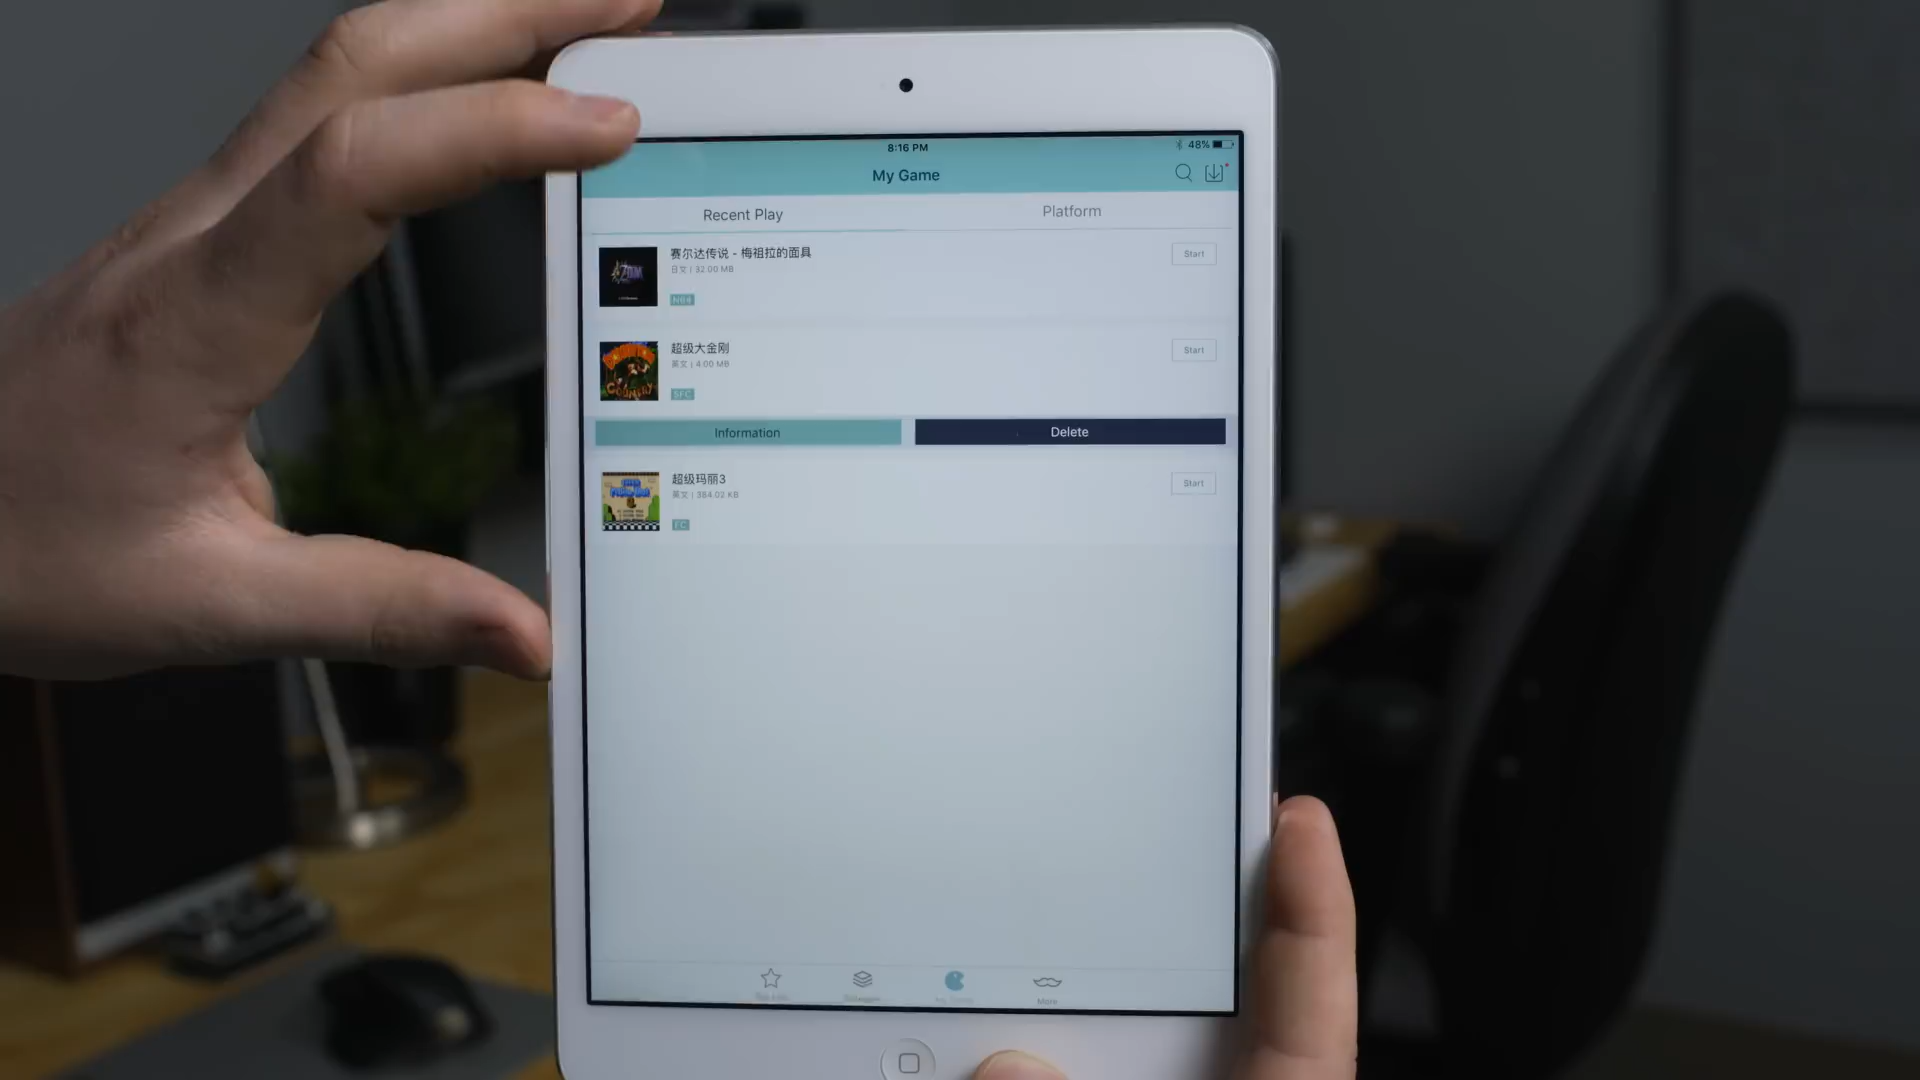 8:16 PM
48%
My Game
Recent Play
Platform
赛尔达传说 - 梅祖拉的面具
日文 | 32.00 MB
N64
Start
超级大金刚
英文 | 4.00 MB
SFC
Start
COUNTRY
Information
Delete
超级玛丽3
英文 | 384.02 KB
FC
Start
More